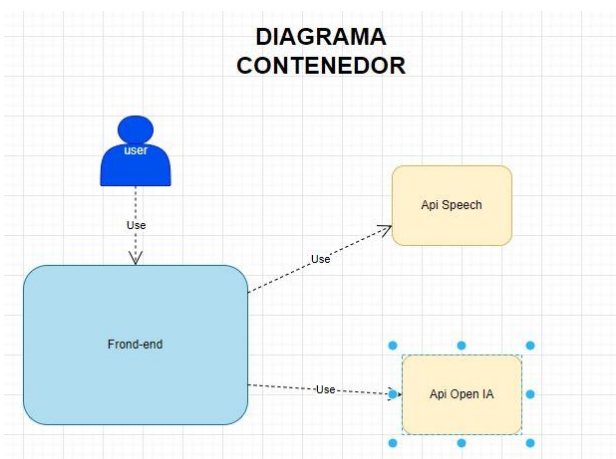 DIAGRAMA
CONTENEDOR
user
Use
Api Speech
Use
Frond-end
Use
Api Open IA